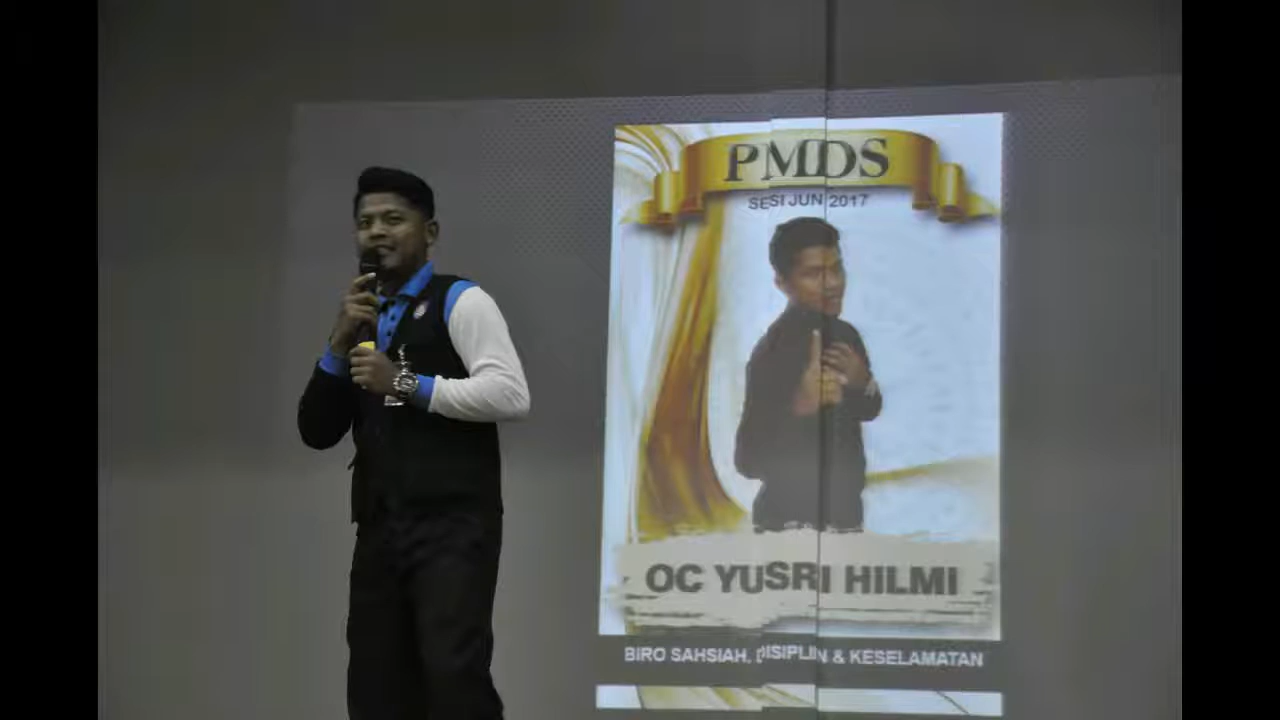 PMDS
SESI JUN 2017
OC YUSRI HILMI
BIRO SAHSIAH, DISIPLIN & KESELAMATAN